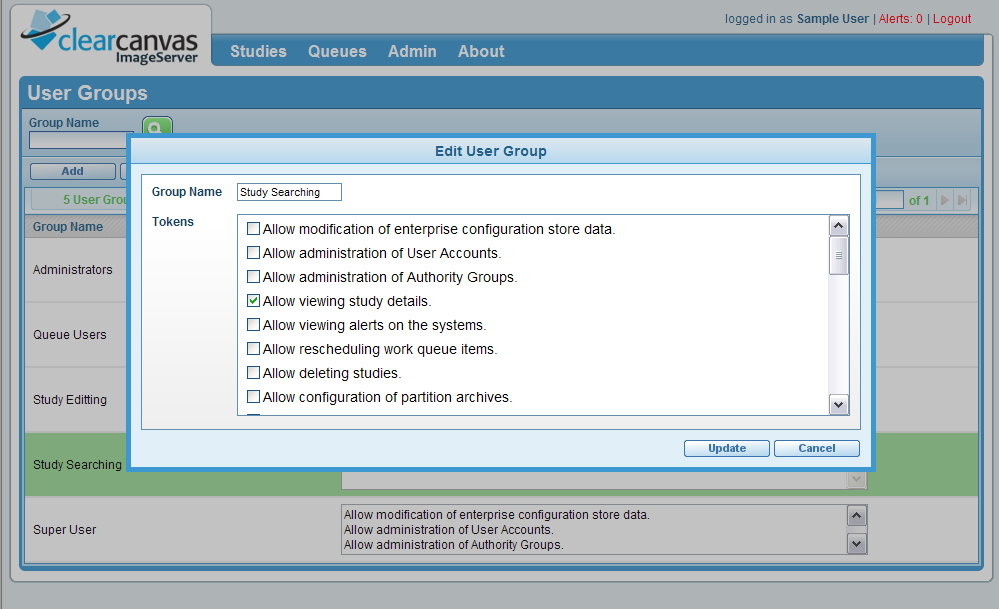 clearcanvas
ImageServer
logged in as Sample User | Alerts: 0 | Logout
Studies Queues Admin About
User Groups
Group Name
Add
5 User Grou
of 1
Group Name
Administrators
Queue Users
Study Editting
Study Searching
Super User
Allow modification of enterprise configuration store data.
Allow administration of User Accounts.
Allow administration of Authority Groups.
Edit User Group
Group Name Study Searching
Tokens
Allow modification of enterprise configuration store data.
Allow administration of User Accounts.
Allow administration of Authority Groups.
Allow viewing study details.
Allow viewing alerts on the systems.
Allow rescheduling work queue items.
Allow deleting studies.
Allow configuration of partition archives.
Update Cancel